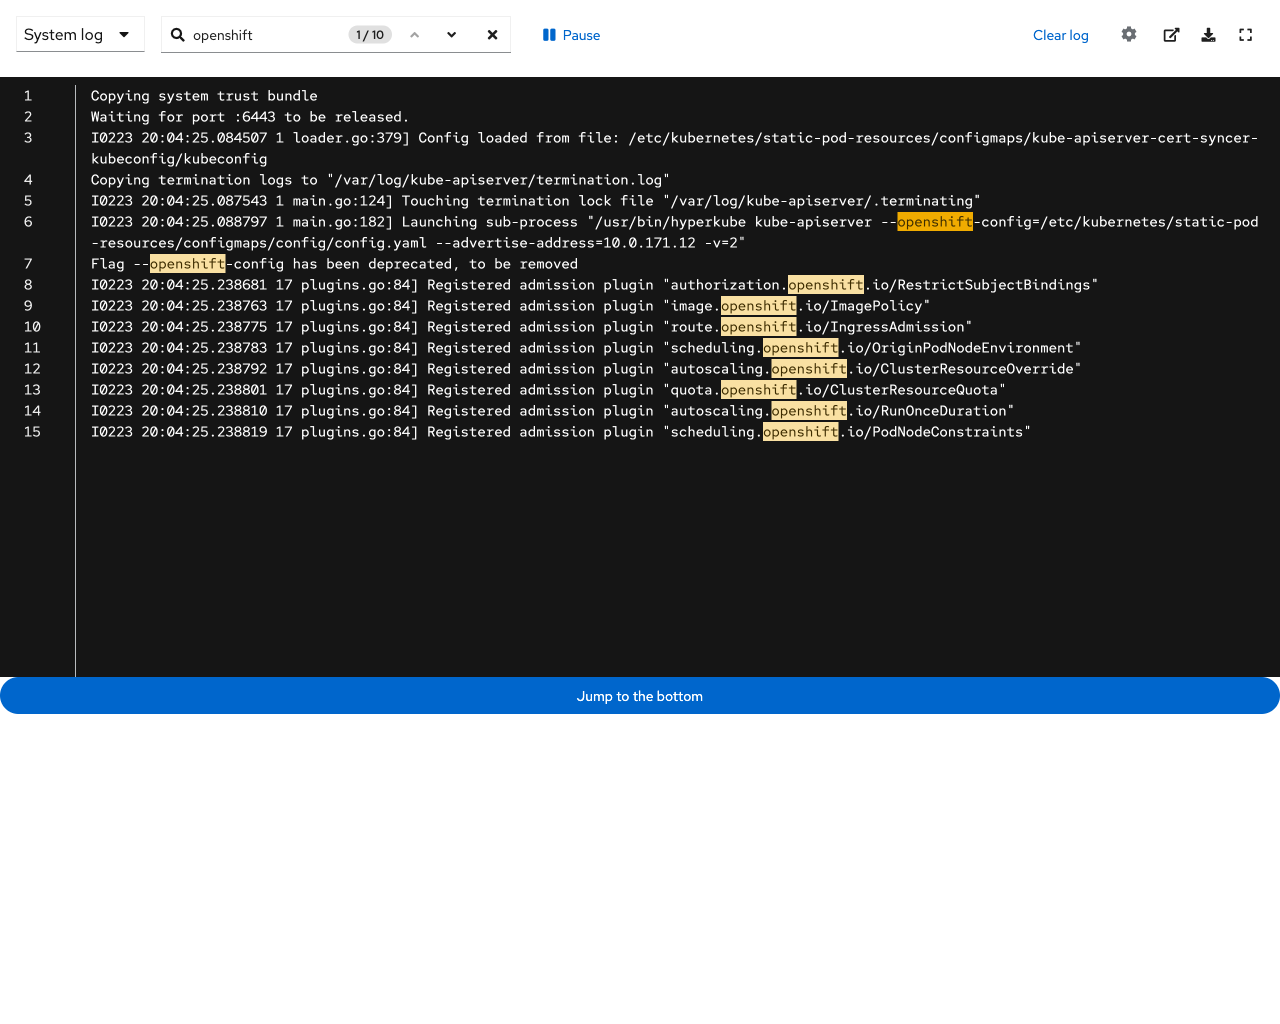 System log openshift 1 / 10 Pause Clear log
1 Copying system trust bundle
2 Waiting for port :6443 to be released.
3 I0223 20:04:25.084507 1 loader.go:379] Config loaded from file: /etc/kubernetes/static-pod-resources/configmaps/kube-apiserver-cert-syncer-
kubeconfig/kubeconfig
4 Copying termination logs to "/var/log/kube-apiserver/termination.log"
5 I0223 20:04:25.087543 1 main.go:124] Touching termination lock file "/var/log/kube-apiserver/.terminating"
6 I0223 20:04:25.088797 1 main.go:182] Launching sub-process "/usr/bin/hyperkube kube-apiserver --openshift-config=/etc/kubernetes/static-pod
-resources/configmaps/config/config.yaml --advertise-address=10.0.171.12 -v=2"
7 Flag --openshift-config has been deprecated, to be removed
8 I0223 20:04:25.238681 17 plugins.go:84] Registered admission plugin "authorization.openshift.io/RestrictSubjectBindings"
9 I0223 20:04:25.238763 17 plugins.go:84] Registered admission plugin "image.openshift.io/ImagePolicy"
10 I0223 20:04:25.238775 17 plugins.go:84] Registered admission plugin "route.openshift.io/IngressAdmission"
11 I0223 20:04:25.238783 17 plugins.go:84] Registered admission plugin "scheduling.openshift.io/OriginPodNodeEnvironment"
12 I0223 20:04:25.238792 17 plugins.go:84] Registered admission plugin "autoscaling.openshift.io/ClusterResourceOverride"
13 I0223 20:04:25.238801 17 plugins.go:84] Registered admission plugin "quota.openshift.io/ClusterResourceQuota"
14 I0223 20:04:25.238810 17 plugins.go:84] Registered admission plugin "autoscaling.openshift.io/RunOnceDuration"
15 I0223 20:04:25.238819 17 plugins.go:84] Registered admission plugin "scheduling.openshift.io/PodNodeConstraints"
Jump to the bottom